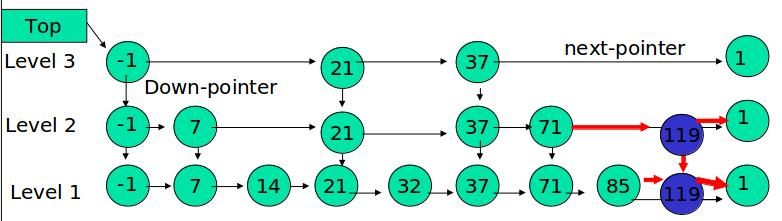 Top
Level 3 -1 21 37 next-pointer 1
Down-pointer
Level 2 -1 7 21 37 71 119 1
Level 1 -1 7 14 21 32 37 71 85 119 1